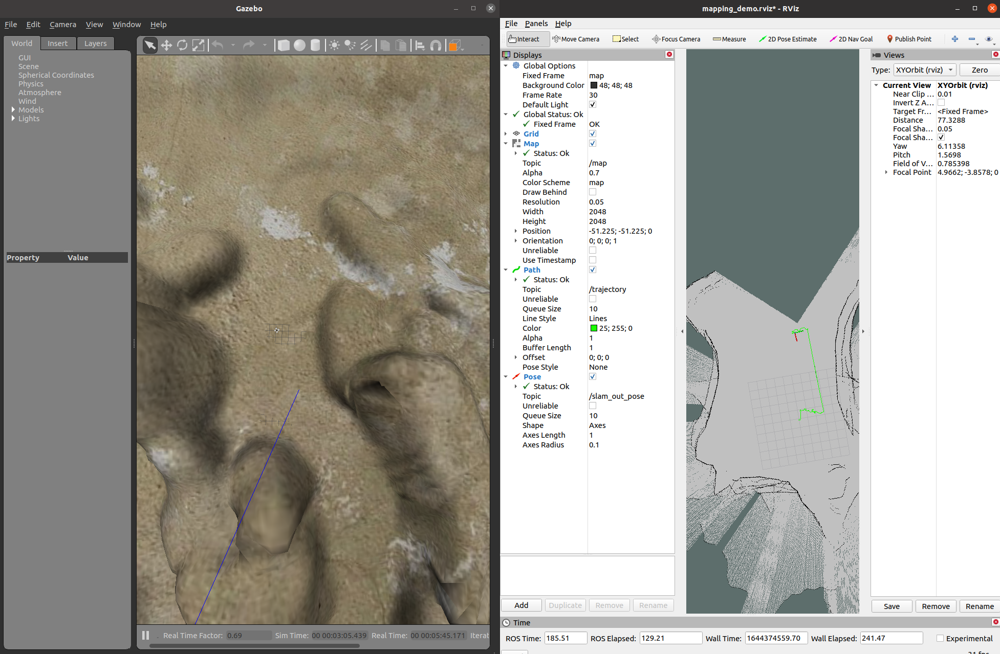 Gazebo
File Edit Camera View Window Help
World Insert Layers
GUI
Scene
Spherical Coordinates
Physics
Atmosphere
Wind
Models
Lights
Property Value
Real Time Factor: 0.69 Sim Time: 00 00:03:05.439 Real Time: 00 00:05:45.171 Iterat
mapping_demo.rviz* - RViz
File Panels Help
Interact Move Camera Select Focus Camera Measure 2D Pose Estimate 2D Nav Goal Publish Point
Displays
Global Options
Fixed Frame map
Background Color 48; 48; 48
Frame Rate 30
Default Light
Global Status: Ok
Fixed Frame OK
Grid
Map
Status: Ok
Topic /map
Alpha 0.7
Color Scheme map
Draw Behind
Resolution 0.05
Width 2048
Height 2048
Position -51.225; -51.225; 0
Orientation 0; 0; 0; 1
Unreliable
Use Timestamp
Path
Status: Ok
Topic /trajectory
Unreliable
Queue Size 10
Line Style Lines
Color 25; 255; 0
Alpha 1
Buffer Length 1
Offset 0; 0; 0
Pose Style None
Pose
Status: Ok
Topic /slam_out_pose
Unreliable
Queue Size 10
Shape Axes
Axes Length 1
Axes Radius 0.1
Add Duplicate Remove Rename
Views
Type: XYOrbit (rviz) Zero
Current View XYOrbit (rviz)
Near Clip ... 0.01
Invert Z A...
Target Fr... <Fixed Frame>
Distance 77.3288
Focal Sha... 0.05
Focal Sha...
Yaw 6.11358
Pitch 1.5698
Field of V... 0.785398
Focal Point 4.9662; -3.8578; 0
Save Remove Rename
Time
ROS Time: 185.51 ROS Elapsed: 129.21 Wall Time: 1644374559.70 Wall Elapsed: 241.47 Experimental